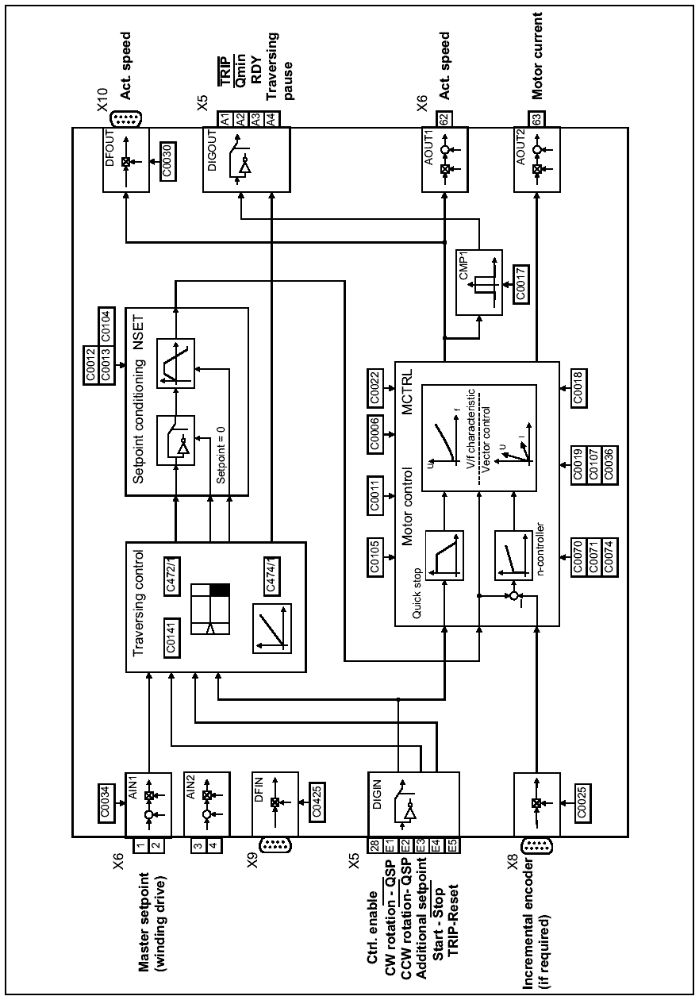 Master setpoint
(winding drive)
X6
1
2
3
4
C0034
AIN1
AIN2
X9
DFIN
C0425
X5
Ctrl. enable
CW rotation - QSP
CCW rotation- QSP
Additional setpoint
Start - Stop
TRIP-Reset
28
E1
E2
E3
E4
E5
DIGIN
Incremental encoder
(if required)
X8
C0025
Traversing control
C0141
C472/1
C474/1
Setpoint conditioning NSET
C0012
C0013
C0104
Setpoint = 0
Motor control MCTRL
C0105
C0011
C0006
C0022
Quick stop
n-controller
U
f
V/f characteristic
Vector control
U
I
C0070
C0071
C0074
C0019
C0107
C0036
C0018
CMP1
C0017
DFOUT
C0030
X10
Act. speed
DIGOUT
X5
A1
A2
A3
A4
TRIP
Qmin
RDY
Traversing
pause
AOUT1
X6
62
Act. speed
AOUT2
63
Motor current